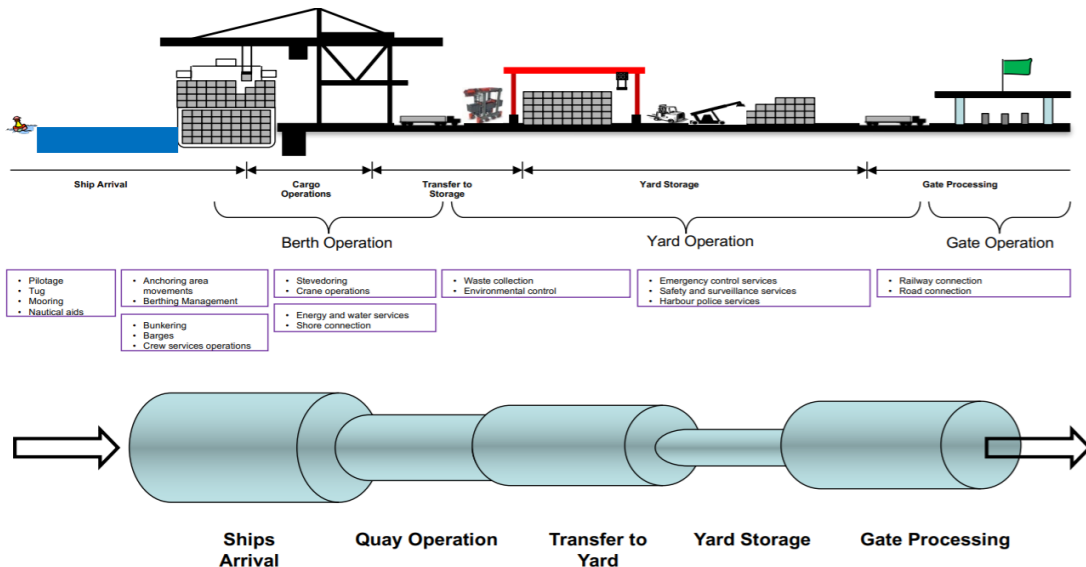 Ship Arrival
Cargo
Operations
Transfer to
Storage
Yard Storage
Gate Processing
Berth Operation
Yard Operation
Gate Operation
• Pilotage
• Tug
• Mooring
• Nautical aids
• Anchoring area
movements
• Berthing Management
• Bunkering
• Barges
• Crew services operations
• Stevedoring
• Crane operations
• Energy and water services
• Shore connection
• Waste collection
• Environmental control
• Emergency control services
• Safety and surveillance services
• Harbour police services
• Railway connection
• Road connection
Ships
Arrival
Quay Operation
Transfer to
Yard
Yard Storage
Gate Processing